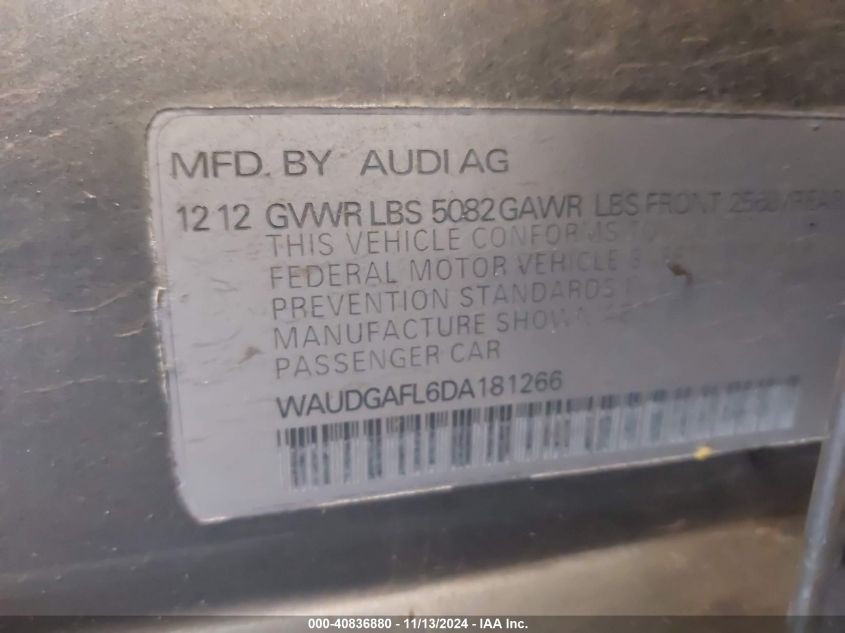 MFD. BY AUDI AG
12 12 GVWR LBS 5082 GAWR LBS FRONT
THIS VEHICLE CONFORMS TO
FEDERAL MOTOR VEHICLE
PREVENTION STANDARDS
MANUFACTURE SHOWN
PASSENGER CAR
WAUDGAFL6DA181266
000-40836880 - 11/13/2024 - IAA Inc.